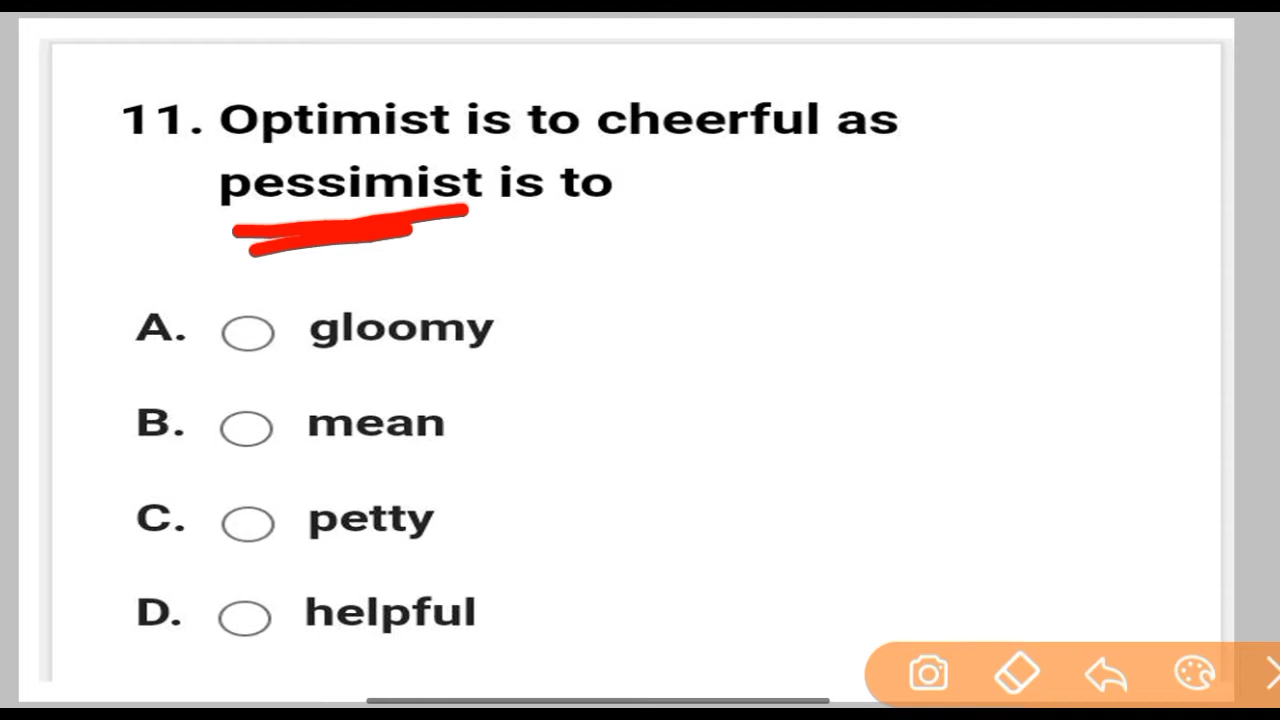 11. Optimist is to cheerful as
pessimist is to
A. gloomy
B. mean
C. petty
D. helpful